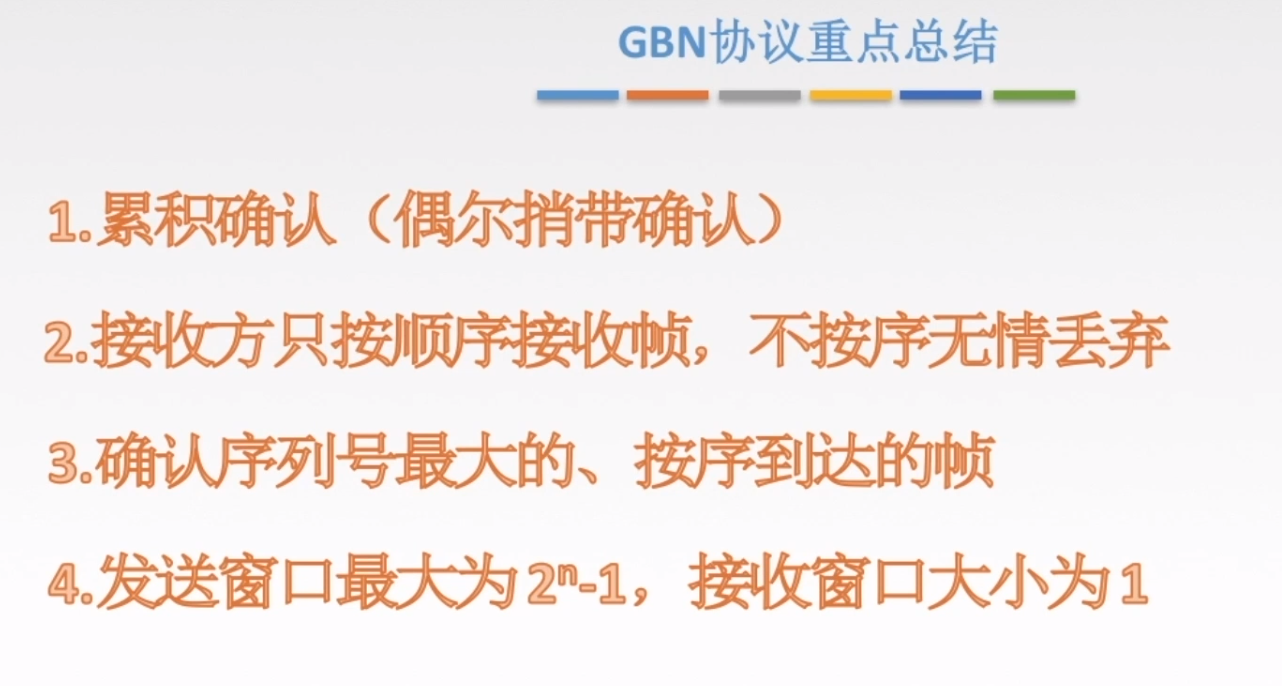 GBN协议重点总结
1.累积确认（偶尔捎带确认）
2.接收方只按顺序接收帧，不按序无情丢弃
3.确认序列号最大的、按序到达的帧
4.发送窗口最大为2ⁿ-1，接收窗口大小为1